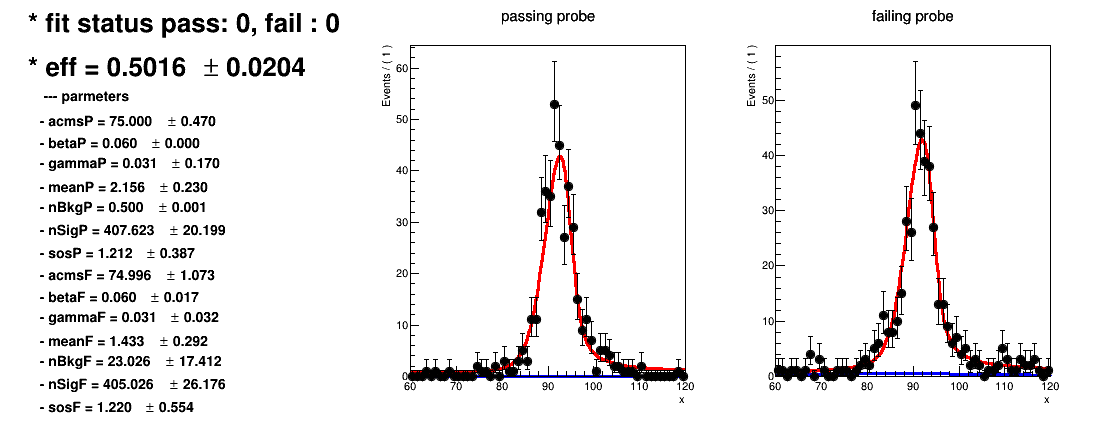 * fit status pass: 0, fail : 0
* eff = 0.5016 ± 0.0204
--- parmeters
- acmsP = 75.000 ± 0.470
- betaP = 0.060 ± 0.000
- gammaP = 0.031 ± 0.170
- meanP = 2.156 ± 0.230
- nBkgP = 0.500 ± 0.001
- nSigP = 407.623 ± 20.199
- sosP = 1.212 ± 0.387
- acmsF = 74.996 ± 1.073
- betaF = 0.060 ± 0.017
- gammaF = 0.031 ± 0.032
- meanF = 1.433 ± 0.292
- nBkgF = 23.026 ± 17.412
- nSigF = 405.026 ± 26.176
- sosF = 1.220 ± 0.554
passing probe
Events / ( 1 )
60
50
40
30
20
10
0
60 70 80 90 100 110 120
x
failing probe
Events / ( 1 )
50
40
30
20
10
0
60 70 80 90 100 110 120
x